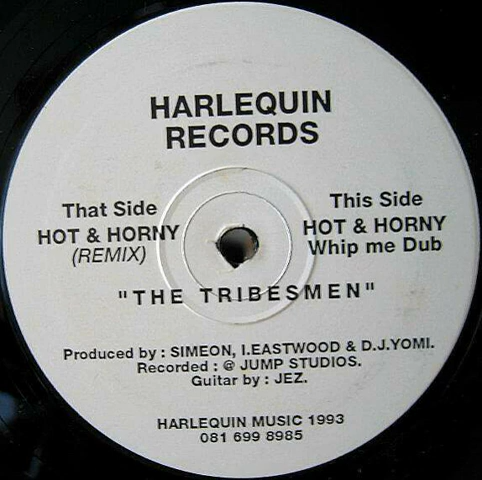 HARLEQUIN
RECORDS
That Side
HOT & HORNY
(REMIX)
This Side
HOT & HORNY
Whip me Dub
"THE TRIBESMEN"
Produced by : SIMEON, I.EASTWOOD & D.J.YOMI.
Recorded : @ JUMP STUDIOS.
Guitar by : JEZ.
HARLEQUIN MUSIC 1993
081 699 8985